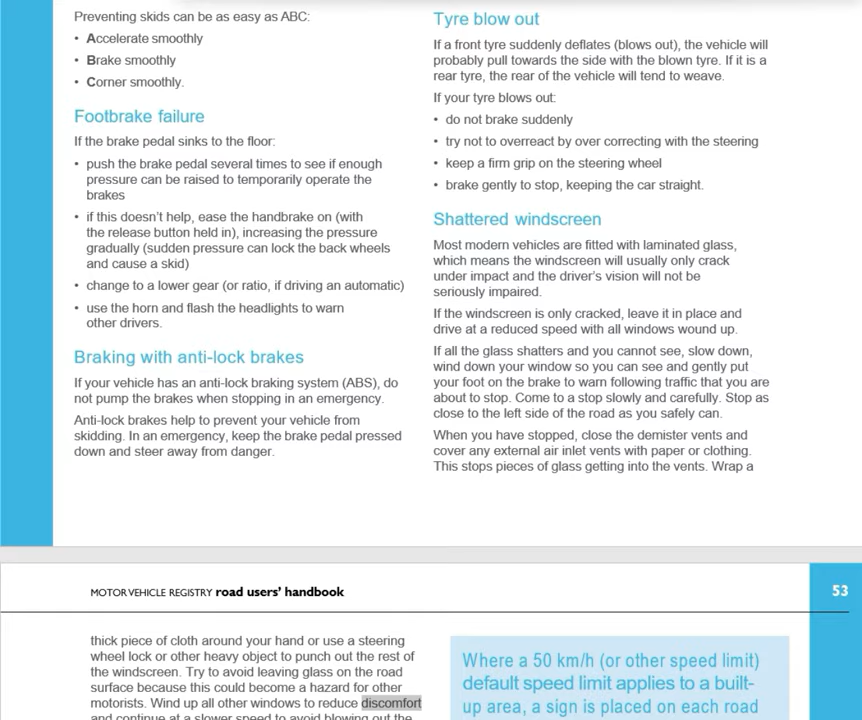 Preventing skids can be as easy as ABC:
• Accelerate smoothly
• Brake smoothly
• Corner smoothly.
Footbrake failure
If the brake pedal sinks to the floor:
• push the brake pedal several times to see if enough
pressure can be raised to temporarily operate the
brakes
• if this doesn't help, ease the handbrake on (with
the release button held in), increasing the pressure
gradually (sudden pressure can lock the back wheels
and cause a skid)
• change to a lower gear (or ratio, if driving an automatic)
• use the horn and flash the headlights to warn
other drivers.
Braking with anti-lock brakes
If your vehicle has an anti-lock braking system (ABS), do
not pump the brakes when stopping in an emergency.
Anti-lock brakes help to prevent your vehicle from
skidding. In an emergency, keep the brake pedal pressed
down and steer away from danger.
Tyre blow out
If a front tyre suddenly deflates (blows out), the vehicle will
probably pull towards the side with the blown tyre. If it is a
rear tyre, the rear of the vehicle will tend to weave.
If your tyre blows out:
• do not brake suddenly
• try not to overreact by over correcting with the steering
• keep a firm grip on the steering wheel
• brake gently to stop, keeping the car straight.
Shattered windscreen
Most modern vehicles are fitted with laminated glass,
which means the windscreen will usually only crack
under impact and the driver's vision will not be
seriously impaired.
If the windscreen is only cracked, leave it in place and
drive at a reduced speed with all windows wound up.
If all the glass shatters and you cannot see, slow down,
wind down your window so you can see and gently put
your foot on the brake to warn following traffic that you are
about to stop. Come to a stop slowly and carefully. Stop as
close to the left side of the road as you safely can.
When you have stopped, close the demister vents and
cover any external air inlet vents with paper or clothing.
This stops pieces of glass getting into the vents. Wrap a
MOTOR VEHICLE REGISTRY road users' handbook
53
thick piece of cloth around your hand or use a steering
wheel lock or other heavy object to punch out the rest of
the windscreen. Try to avoid leaving glass on the road
surface because this could become a hazard for other
motorists. Wind up all other windows to reduce discomfort
and continue at a slower speed to avoid blowing out the
Where a 50 km/h (or other speed limit)
default speed limit applies to a built-
up area, a sign is placed on each road